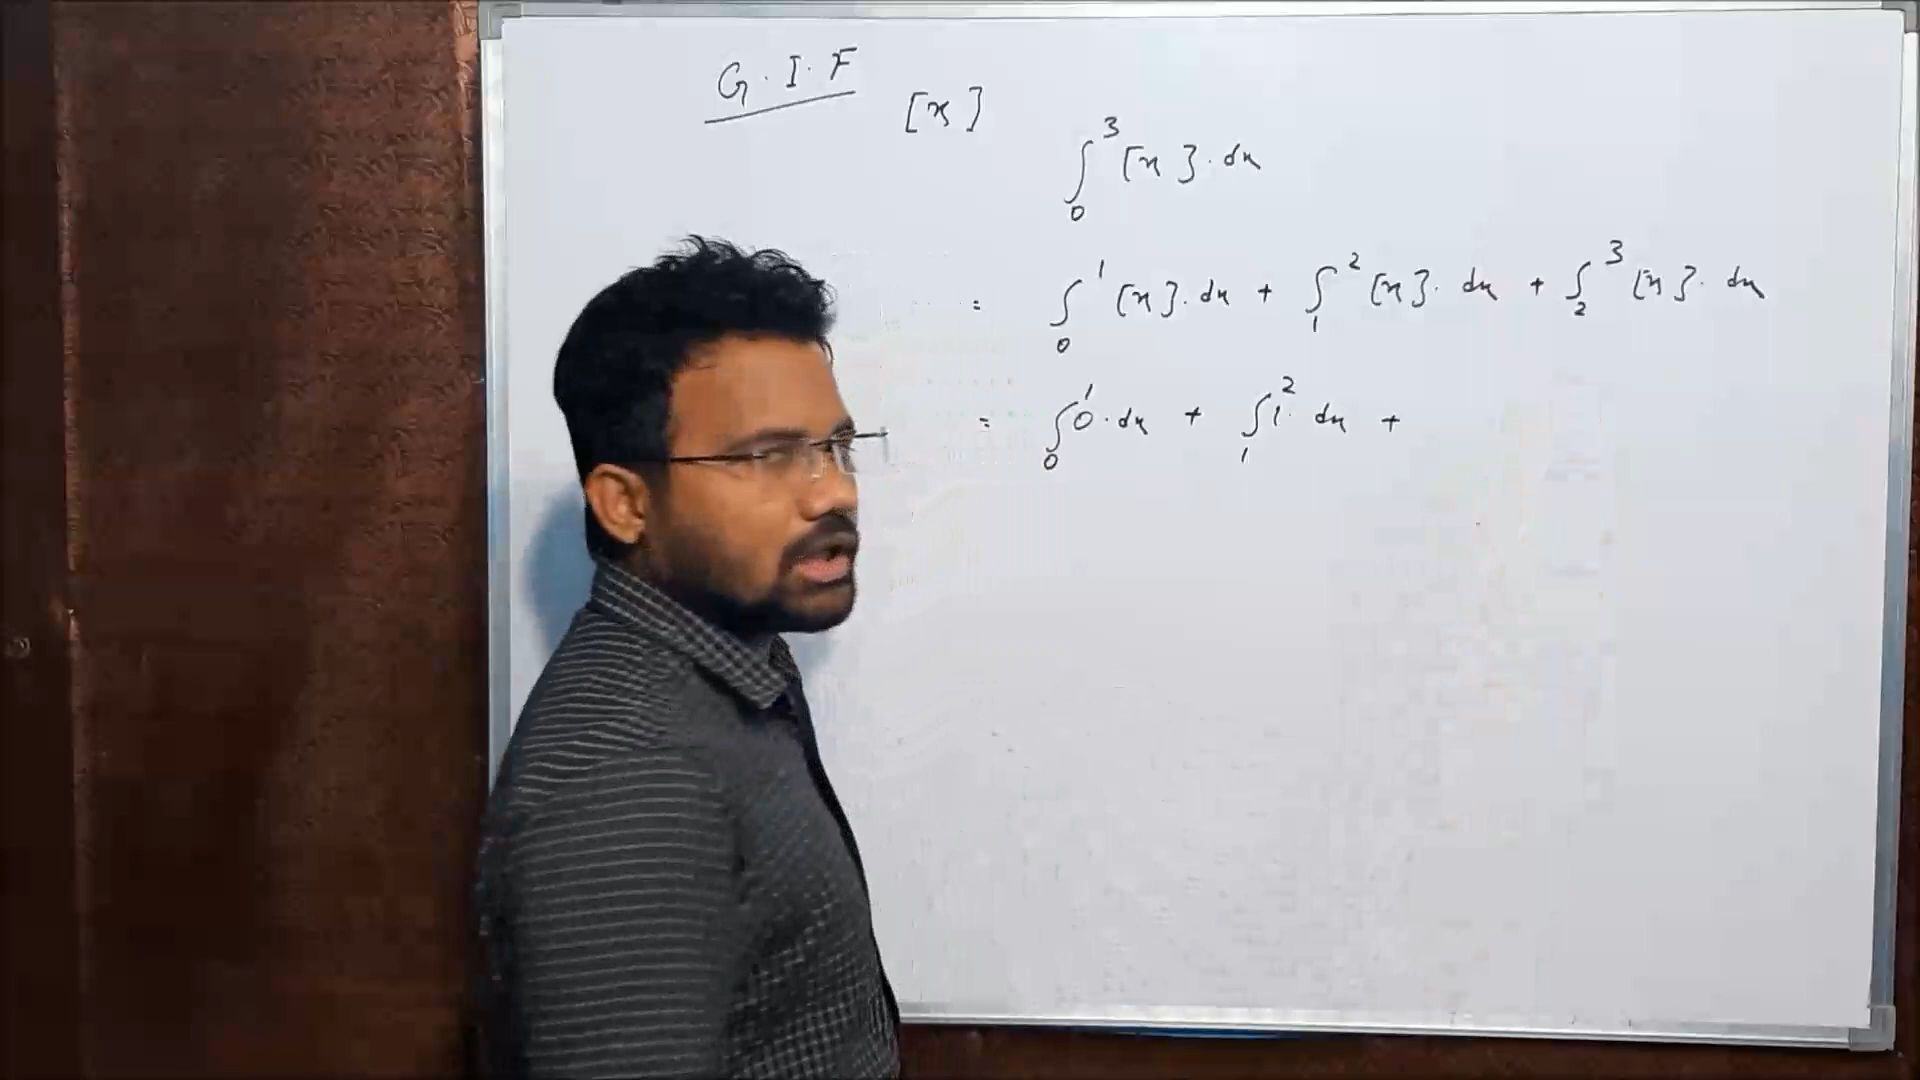 G.I.F
[x]
∫₀³ [x].dx
= ∫₀¹ [x].dx + ∫₁² [x].dx + ∫₂³ [x].dx
= ∫₀¹ 0.dx + ∫₁² 1.dx +